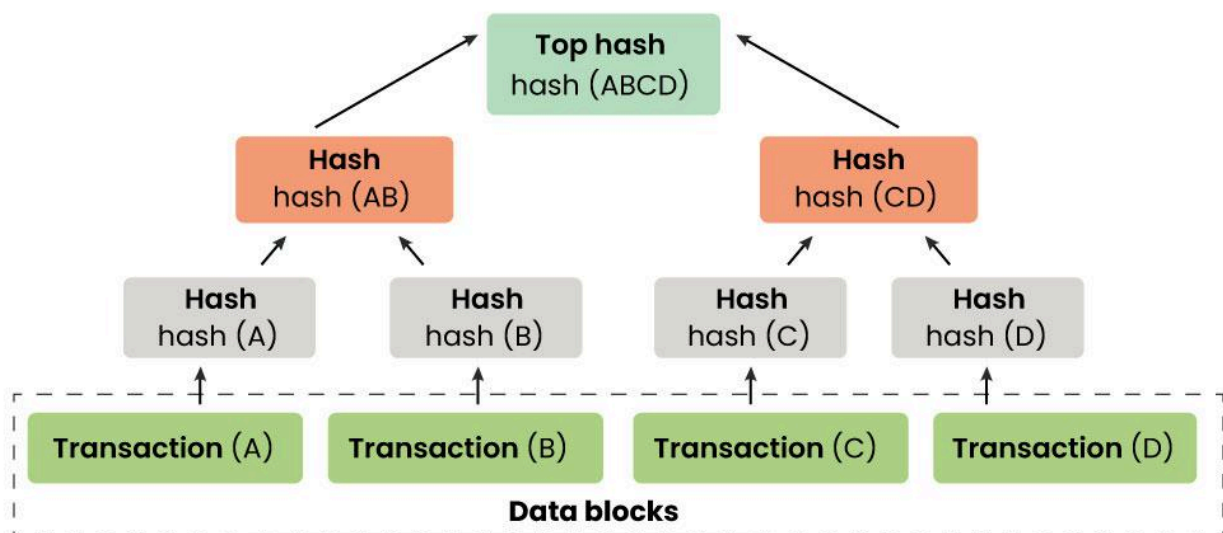 Top hash
hash (ABCD)
Hash
hash (AB)
Hash
hash (CD)
Hash
hash (A)
Hash
hash (B)
Hash
hash (C)
Hash
hash (D)
Transaction (A)
Transaction (B)
Transaction (C)
Transaction (D)
Data blocks